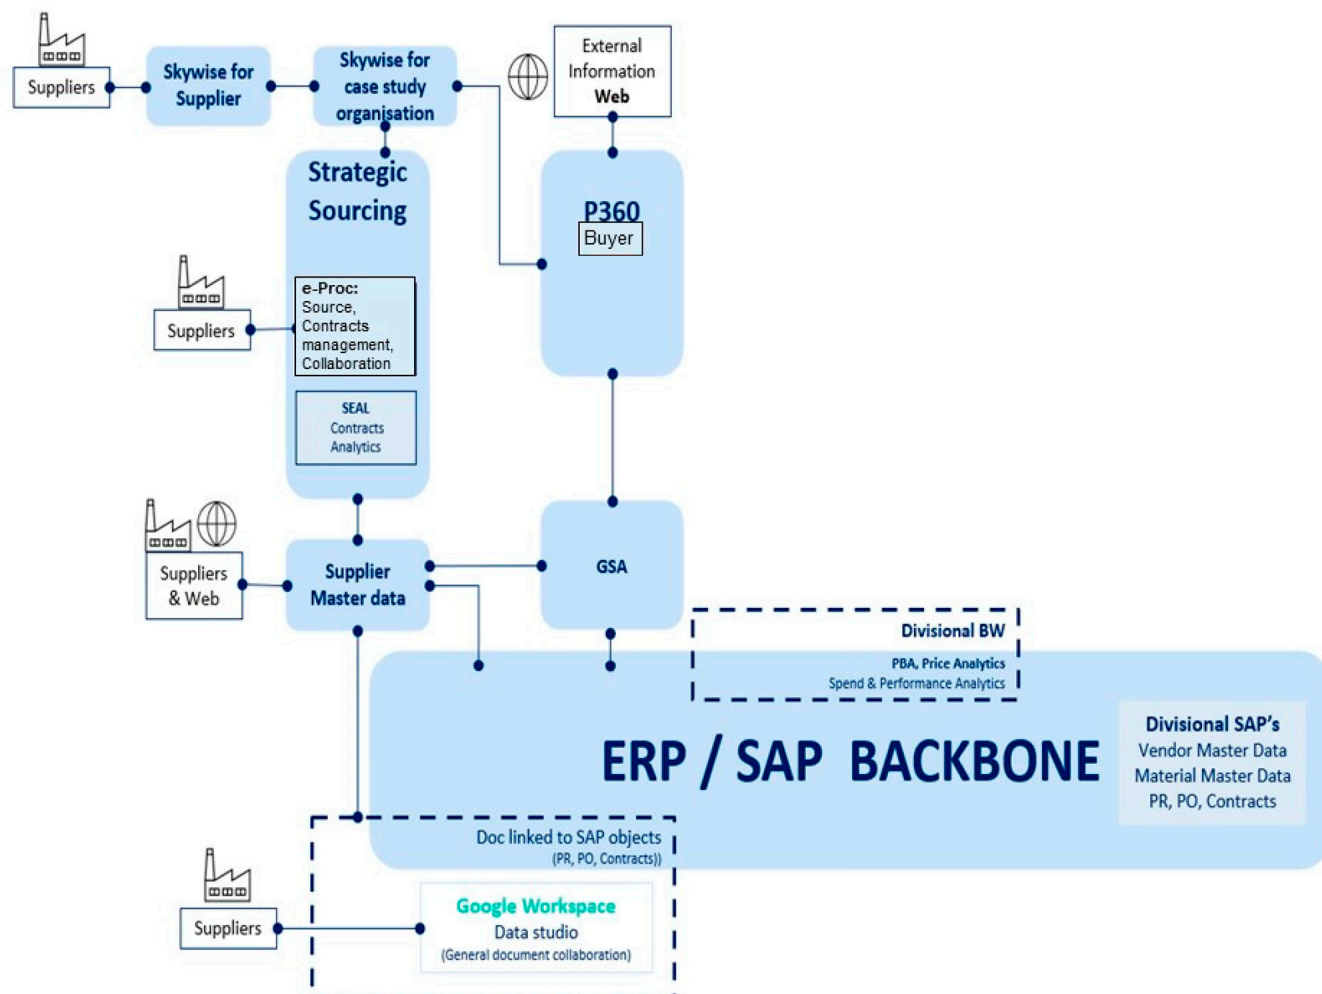 Suppliers
Skywise for
Supplier
Skywise for
case study
organisation
External
Information
Web
Strategic
Sourcing
P360
Buyer
e-Proc:
Source,
Contracts
management,
Collaboration
Suppliers
SEAL
Contracts
Analytics
Suppliers
& Web
Supplier
Master data
GSA
Divisional BW
PBA, Price Analytics
Spend & Performance Analytics
ERP / SAP BACKBONE
Divisional SAP's
Vendor Master Data
Material Master Data
PR, PO, Contracts
Doc linked to SAP objects
(PR, PO, Contracts))
Suppliers
Google Workspace
Data studio
(General document collaboration)